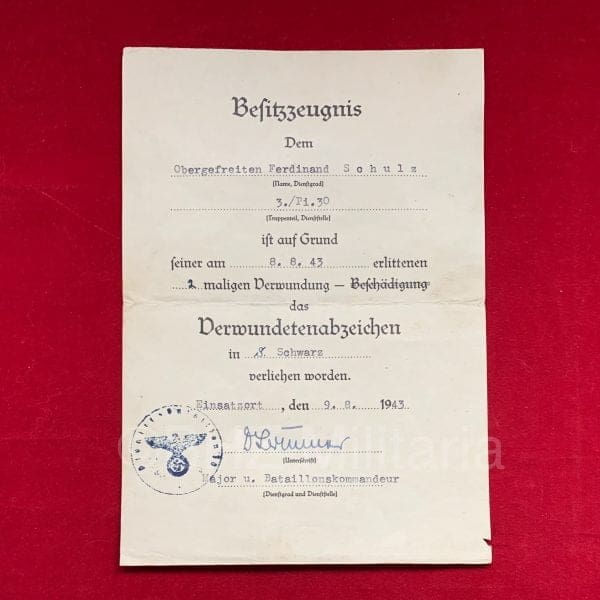 Besitzzeugnis
Dem
Obergefreiten Ferdinand Schulz
(Name, Dienstgrad)
3./Pi.30
(Truppenteil, Dienststelle)
ist auf Grund
seiner am 8. 8. 43 erlittenen
2 maligen Verwundung – Beschädigung
das
Verwundetenabzeichen
in Schwarz
verliehen worden.
Einsatzort, den 9. 8. 1943
(Unterschrift)
Major u. Bataillonskommandeur
(Dienstgrad und Dienststelle)